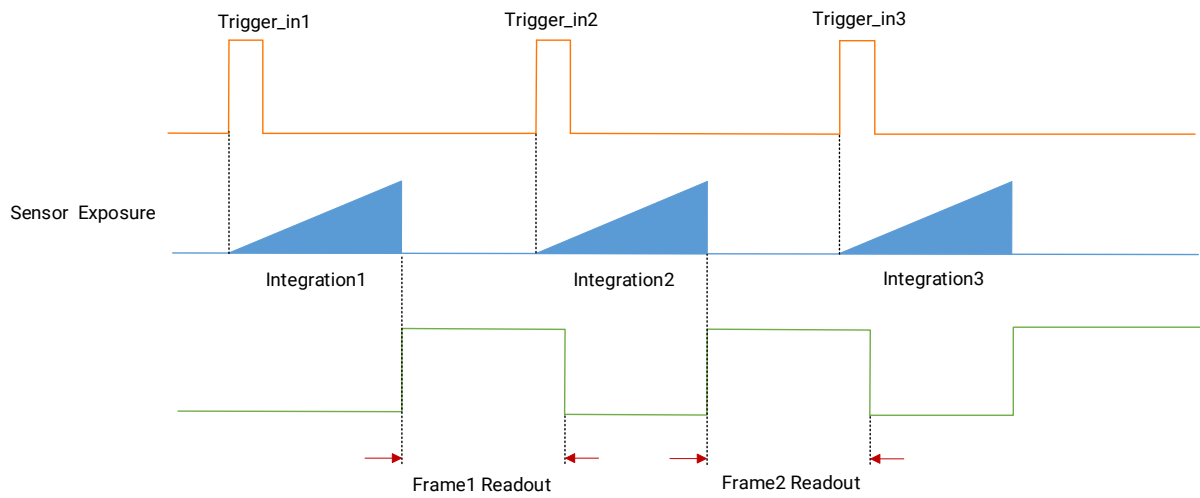 Trigger_in1
Trigger_in2
Trigger_in3
Sensor Exposure
Integration1
Integration2
Integration3
Frame1 Readout
Frame2 Readout